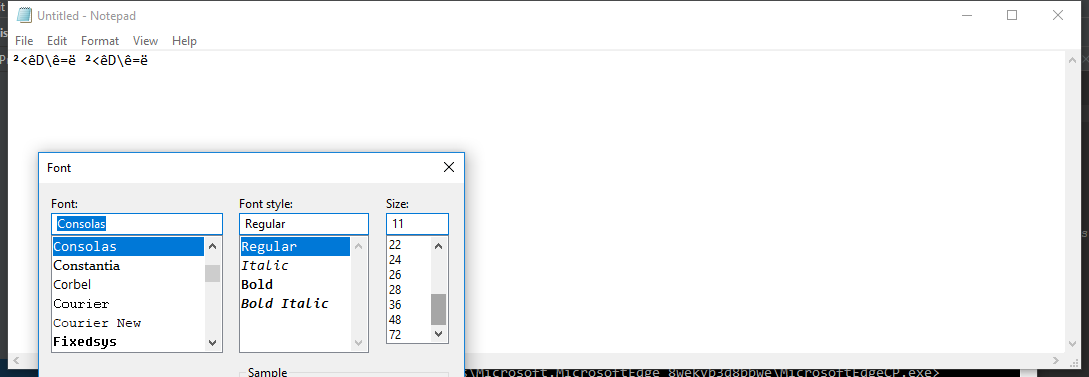 Untitled - Notepad
File Edit Format View Help
²<êD\ê=ë ²<êD\ê=ë
Font
Font: Font style: Size:
Consolas Regular 11
Consolas Regular 22
Constantia Italic 24
Corbel Bold 26
Courier Bold Italic 28
Courier New 36
Fixedsys 48
72
Sample
\Microsoft.MicrosoftEdge_8wekyb3d8bbwe\MicrosoftEdgeCP.exe>